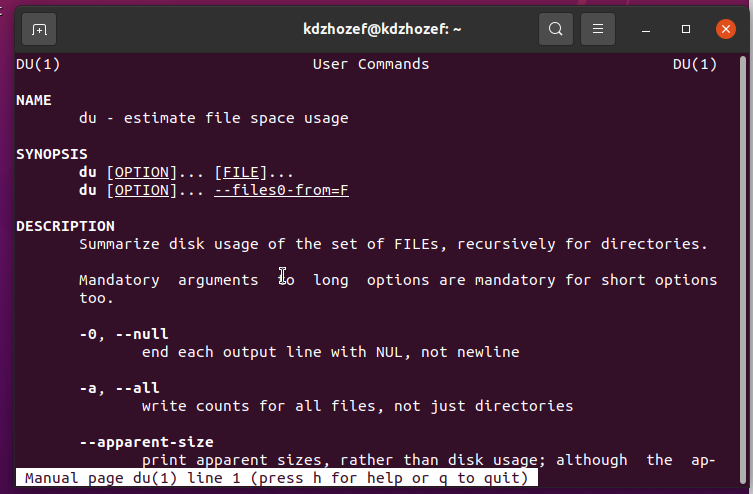 kdzhozef@kdzhozef: ~
DU(1) User Commands DU(1)
NAME
du - estimate file space usage
SYNOPSIS
du [OPTION]... [FILE]...
du [OPTION]... --files0-from=F
DESCRIPTION
Summarize disk usage of the set of FILEs, recursively for directories.
Mandatory arguments to long options are mandatory for short options
too.
-0, --null
end each output line with NUL, not newline
-a, --all
write counts for all files, not just directories
--apparent-size
print apparent sizes, rather than disk usage; although the ap-
Manual page du(1) line 1 (press h for help or q to quit)